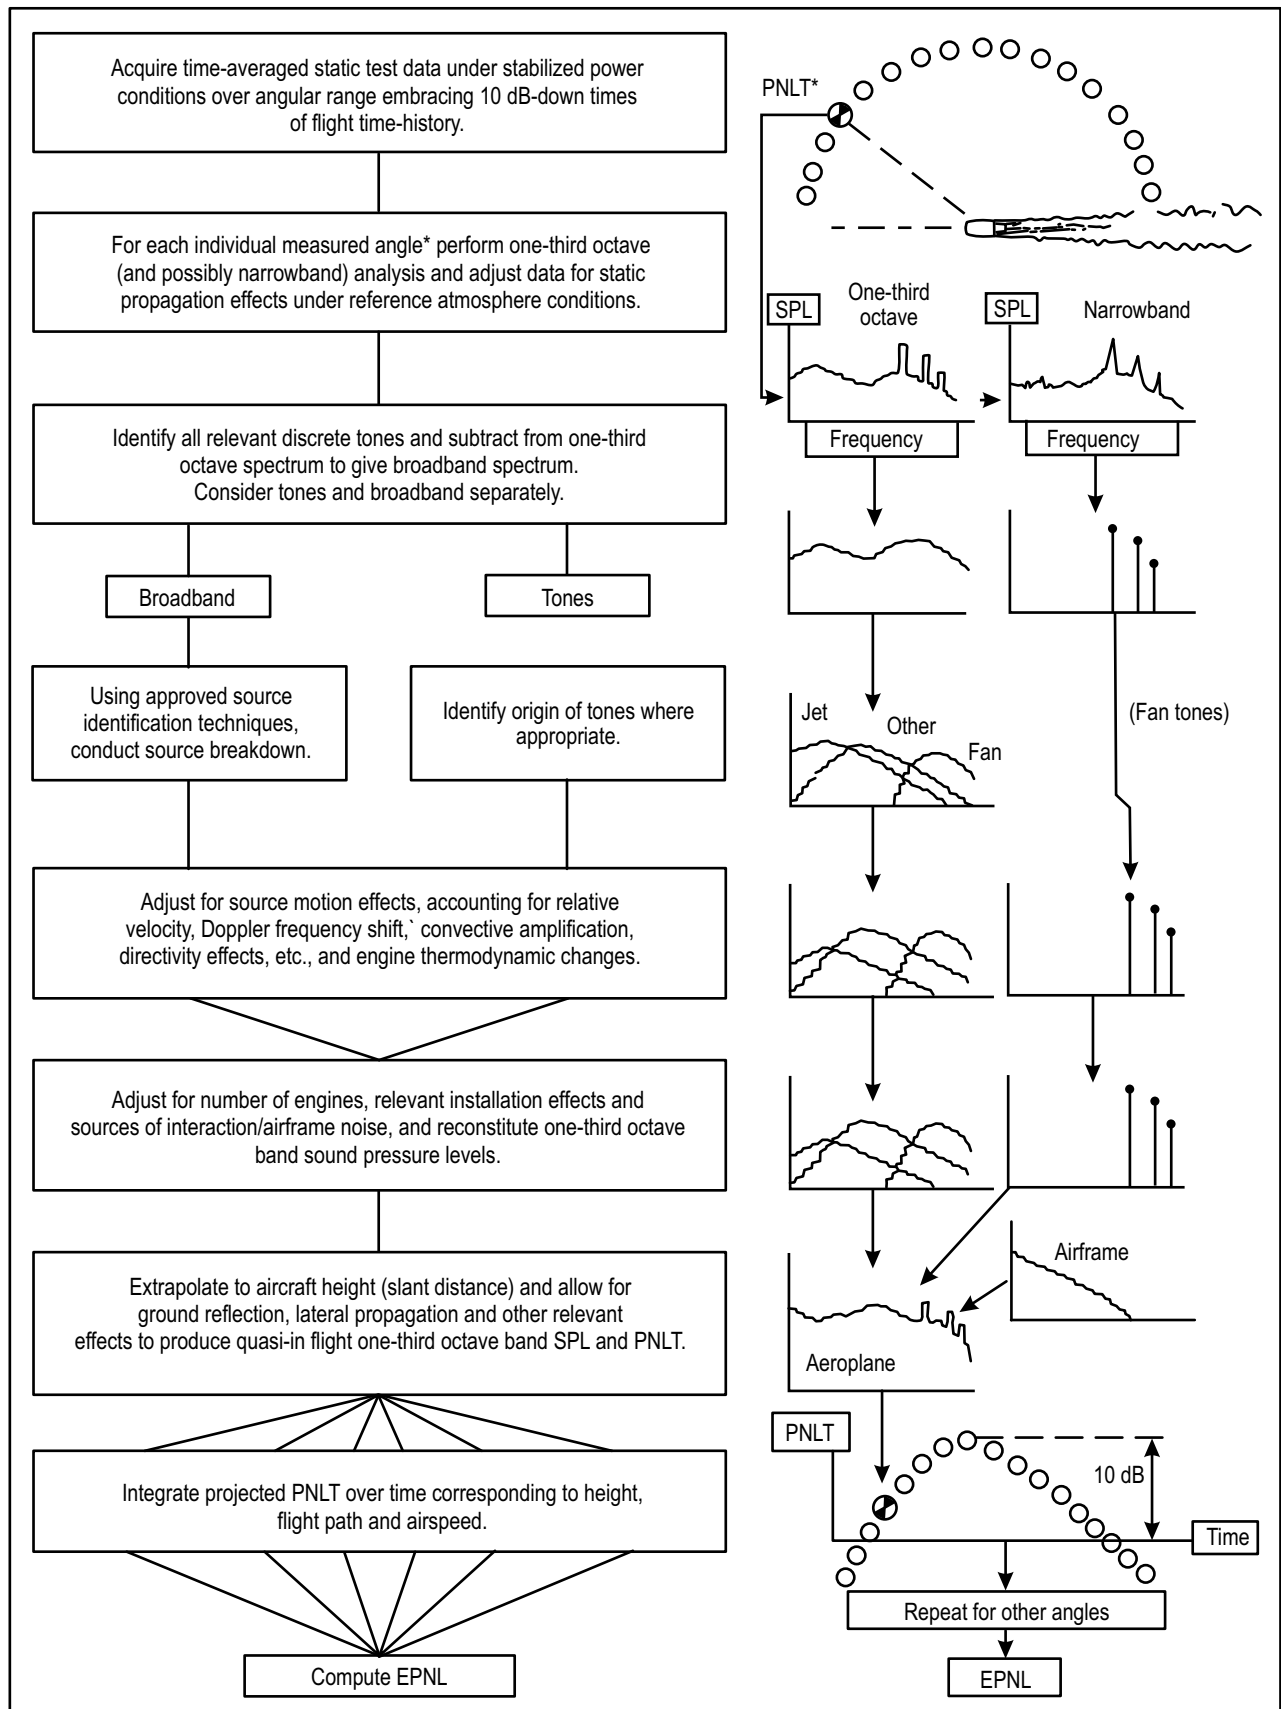 Acquire time-averaged static test data under stabilized power
conditions over angular range embracing 10 dB-down times
of flight time-history.
For each individual measured angle* perform one-third octave
(and possibly narrowband) analysis and adjust data for static
propagation effects under reference atmosphere conditions.
Identify all relevant discrete tones and subtract from one-third
octave spectrum to give broadband spectrum.
Consider tones and broadband separately.
Broadband
Tones
Using approved source
identification techniques,
conduct source breakdown.
Identify origin of tones where
appropriate.
Adjust for source motion effects, accounting for relative
velocity, Doppler frequency shift,` convective amplification,
directivity effects, etc., and engine thermodynamic changes.
Adjust for number of engines, relevant installation effects and
sources of interaction/airframe noise, and reconstitute one-third octave
band sound pressure levels.
Extrapolate to aircraft height (slant distance) and allow for
ground reflection, lateral propagation and other relevant
effects to produce quasi-in flight one-third octave band SPL and PNLT.
Integrate projected PNLT over time corresponding to height,
flight path and airspeed.
Compute EPNL
PNLT*
SPL
One-third
octave
SPL
Narrowband
Frequency
Frequency
Jet
Other
Fan
(Fan tones)
Airframe
Aeroplane
PNLT
10 dB
Time
Repeat for other angles
EPNL